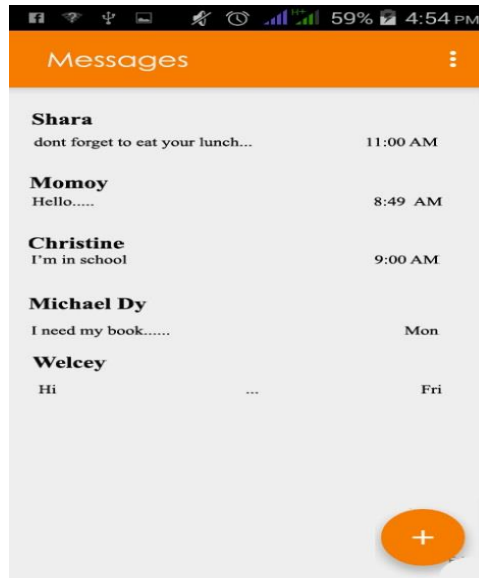 59% 4:54 PM
Messages
Shara
dont forget to eat your lunch... 11:00 AM
Momoy
Hello..... 8:49 AM
Christine
I'm in school 9:00 AM
Michael Dy
I need my book...... Mon
Welcey
Hi ... Fri
+